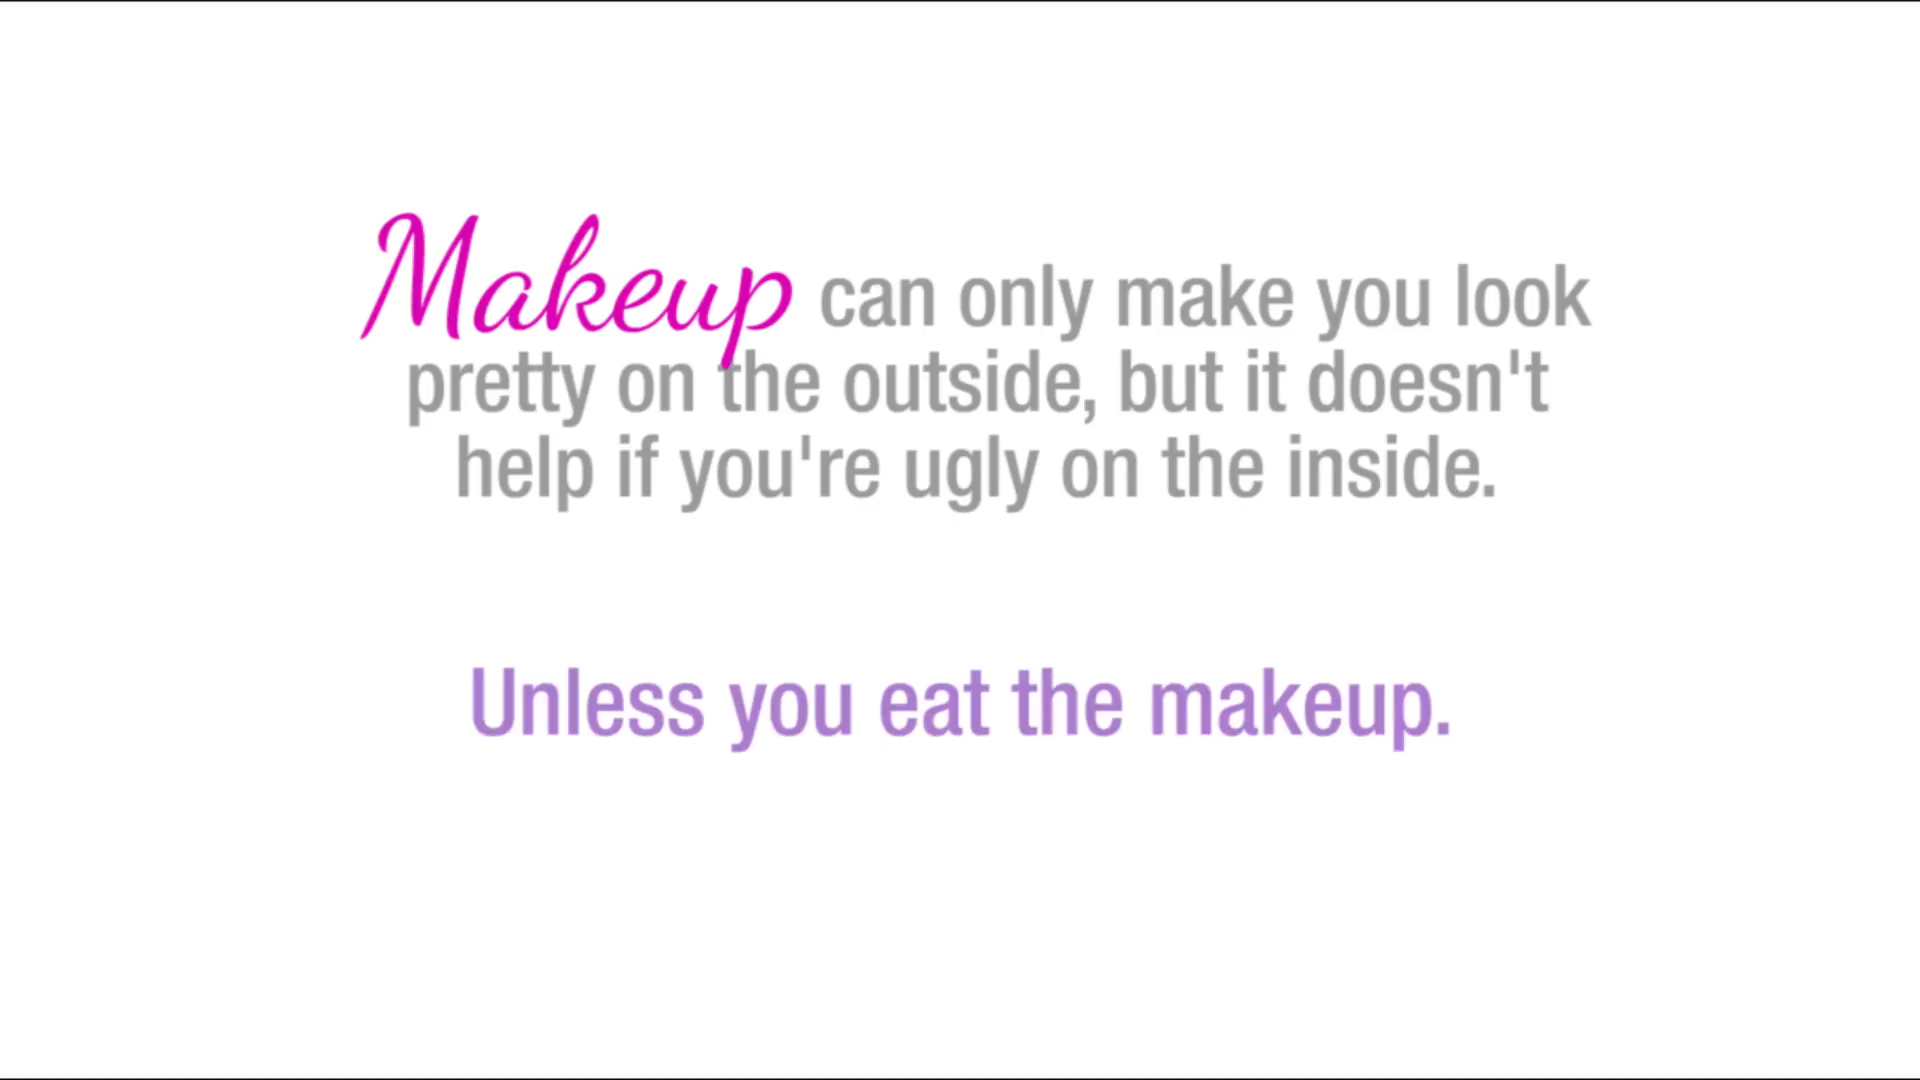 Makeup can only make you look
pretty on the outside, but it doesn't
help if you're ugly on the inside.
Unless you eat the makeup.